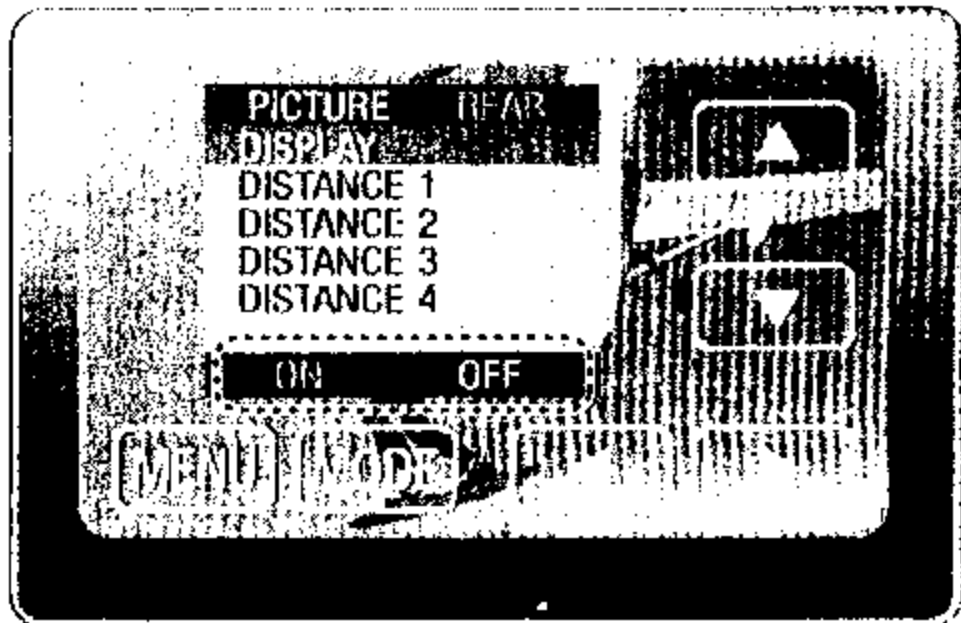 PICTURE REAR
DISPLAY
DISTANCE 1
DISTANCE 2
DISTANCE 3
DISTANCE 4
ON OFF
MENU MODE